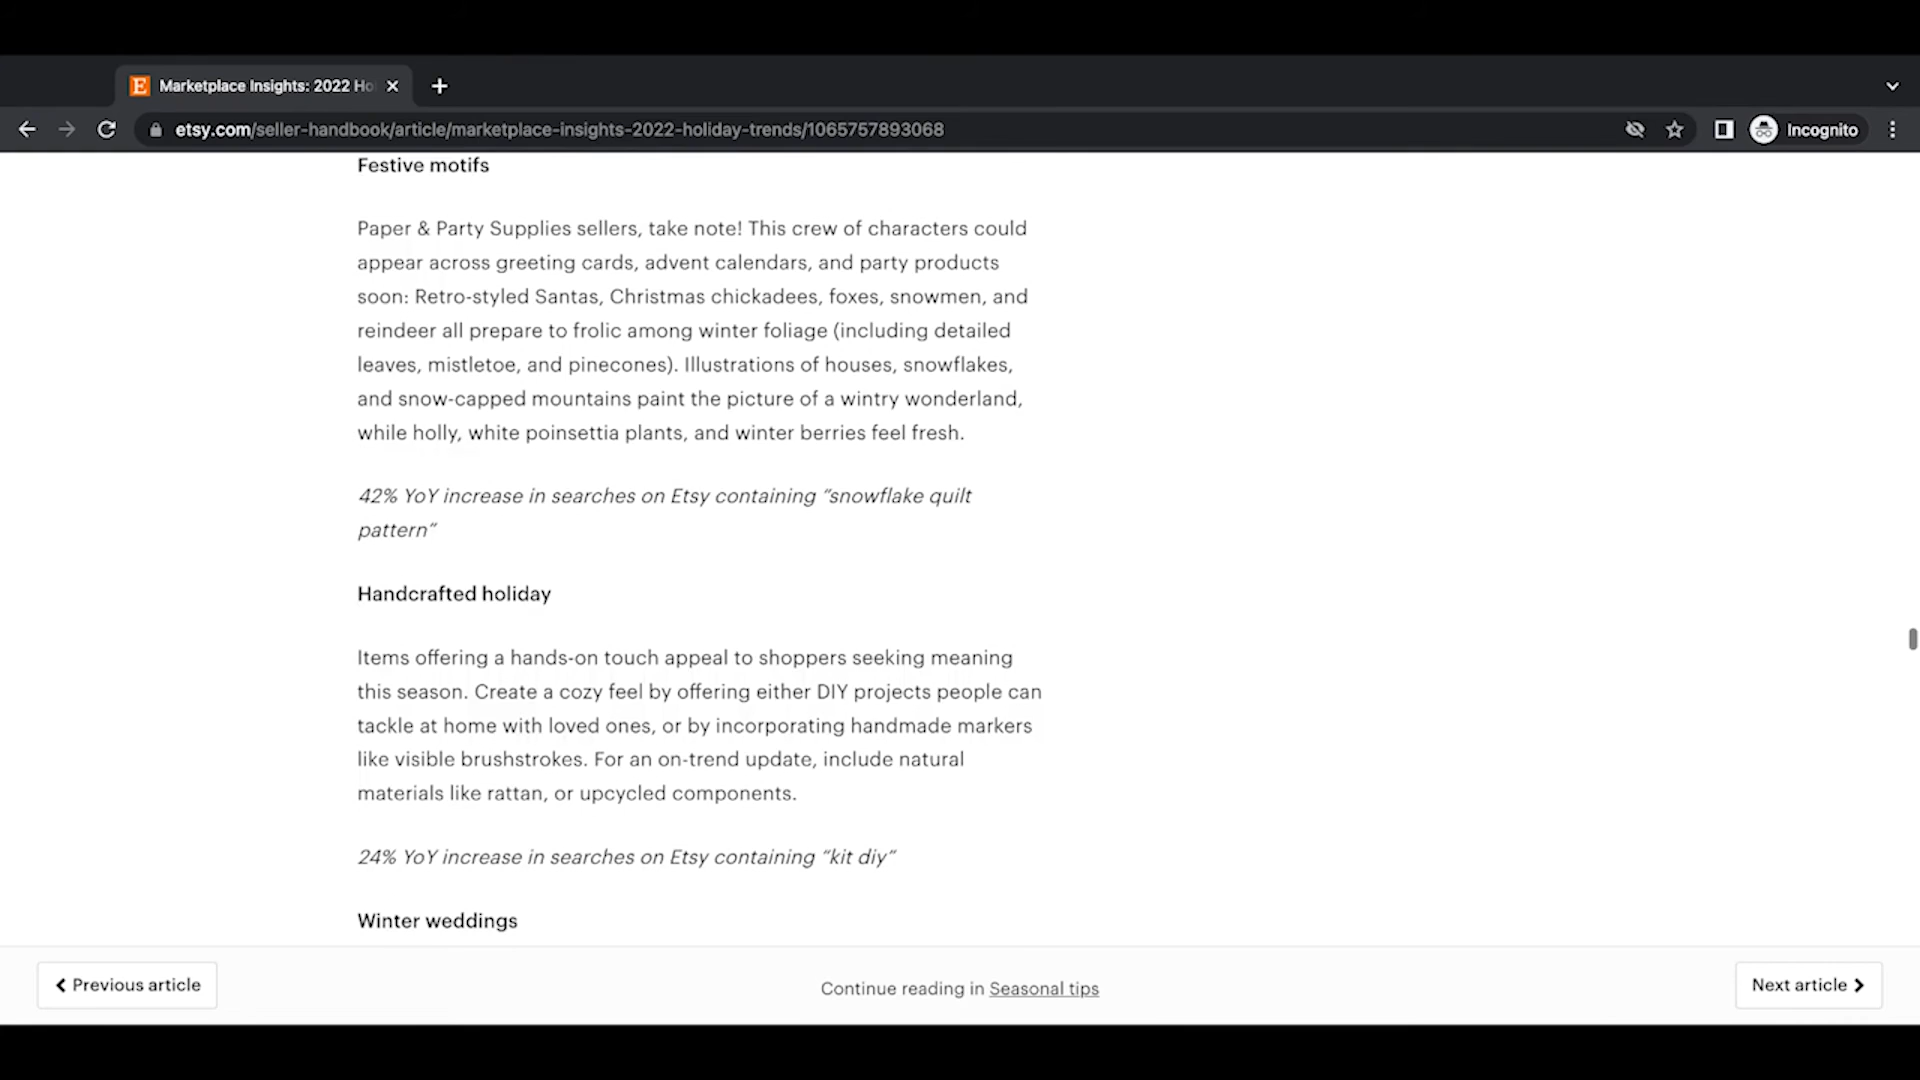 Marketplace Insights: 2022 Ho
etsy.com/seller-handbook/article/marketplace-insights-2022-holiday-trends/1065757893068
Incognito
Festive motifs
Paper & Party Supplies sellers, take note! This crew of characters could
appear across greeting cards, advent calendars, and party products
soon: Retro-styled Santas, Christmas chickadees, foxes, snowmen, and
reindeer all prepare to frolic among winter foliage (including detailed
leaves, mistletoe, and pinecones). Illustrations of houses, snowflakes,
and snow-capped mountains paint the picture of a wintry wonderland,
while holly, white poinsettia plants, and winter berries feel fresh.
42% YoY increase in searches on Etsy containing “snowflake quilt
pattern”
Handcrafted holiday
Items offering a hands-on touch appeal to shoppers seeking meaning
this season. Create a cozy feel by offering either DIY projects people can
tackle at home with loved ones, or by incorporating handmade markers
like visible brushstrokes. For an on-trend update, include natural
materials like rattan, or upcycled components.
24% YoY increase in searches on Etsy containing “kit diy”
Winter weddings
Previous article
Continue reading in Seasonal tips
Next article